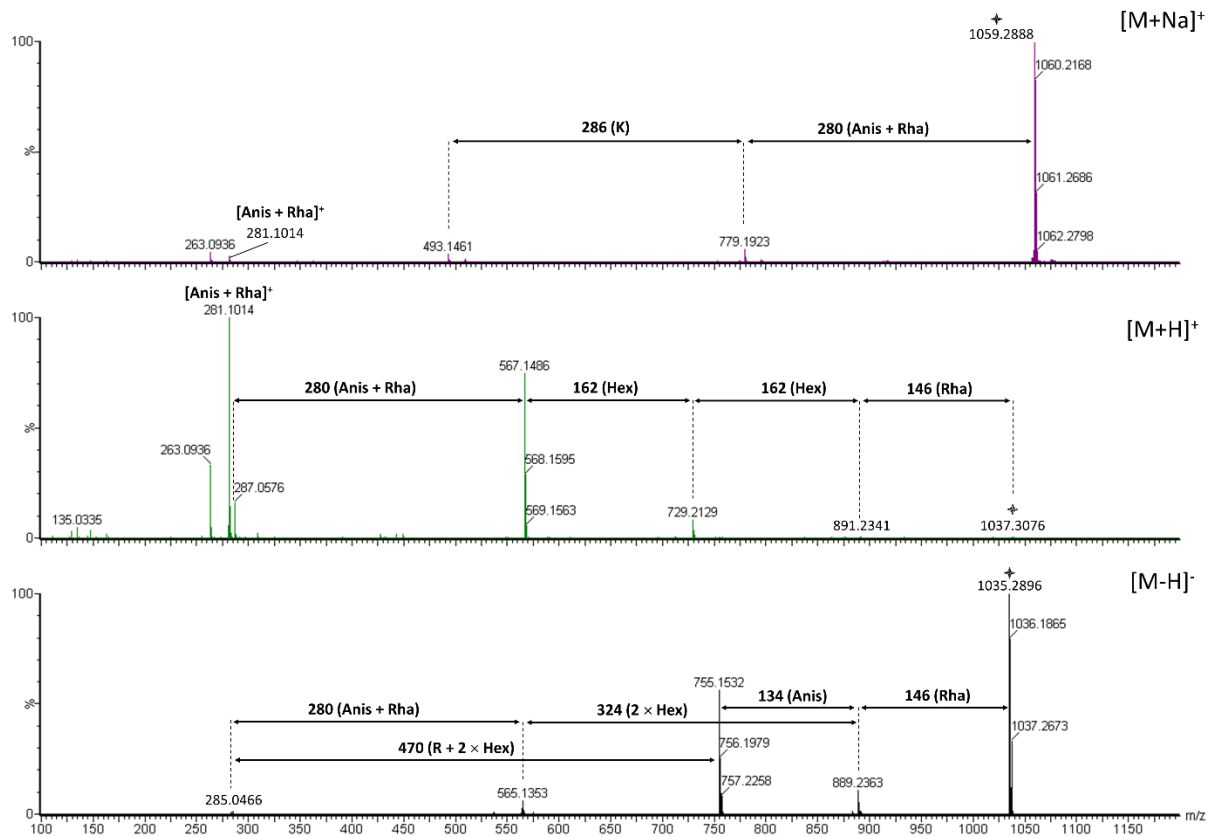 [M+Na]⁺
1059.2888
100
1060.2168
286 (K)
280 (Anis + Rha)
%
1061.2686
[Anis + Rha]⁺
1062.2798
263.0936
281.1014
493.1461
779.1923
0
[Anis + Rha]⁺
281.1014
100
[M+H]⁺
567.1486
280 (Anis + Rha)
162 (Hex)
162 (Hex)
146 (Rha)
%
263.0936
568.1595
287.0576
569.1563
729.2129
891.2341
1037.3076
135.0335
0
[M-H]⁻
1035.2896
100
1036.1865
755.1532
280 (Anis + Rha)
324 (2 × Hex)
134 (Anis)
146 (Rha)
%
470 (R + 2 × Hex)
756.1979
1037.2673
757.2258
889.2363
285.0466
565.1353
0
100 150 200 250 300 350 400 450 500 550 600 650 700 750 800 850 900 950 1000 1050 1100 1150 m/z